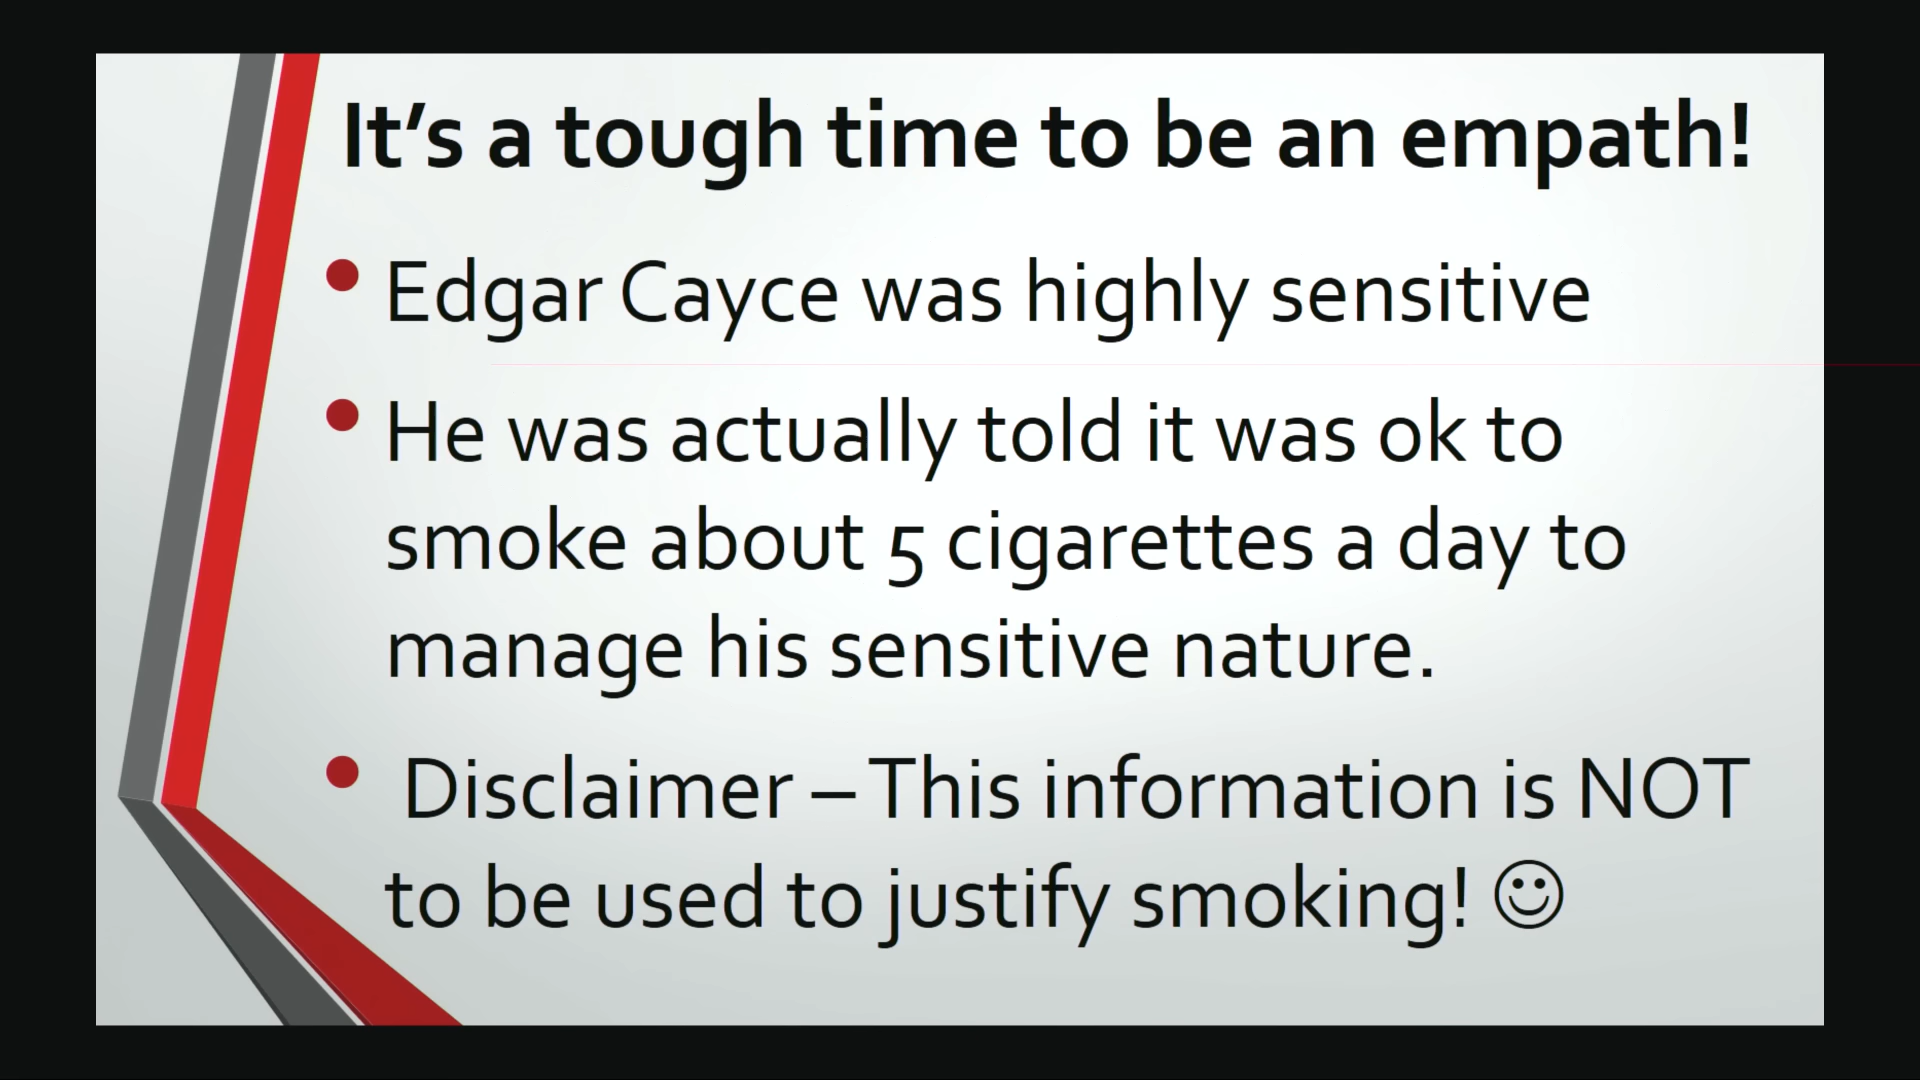 It’s a tough time to be an empath!
• Edgar Cayce was highly sensitive
• He was actually told it was ok to
smoke about 5 cigarettes a day to
manage his sensitive nature.
• Disclaimer – This information is NOT
to be used to justify smoking! ☺